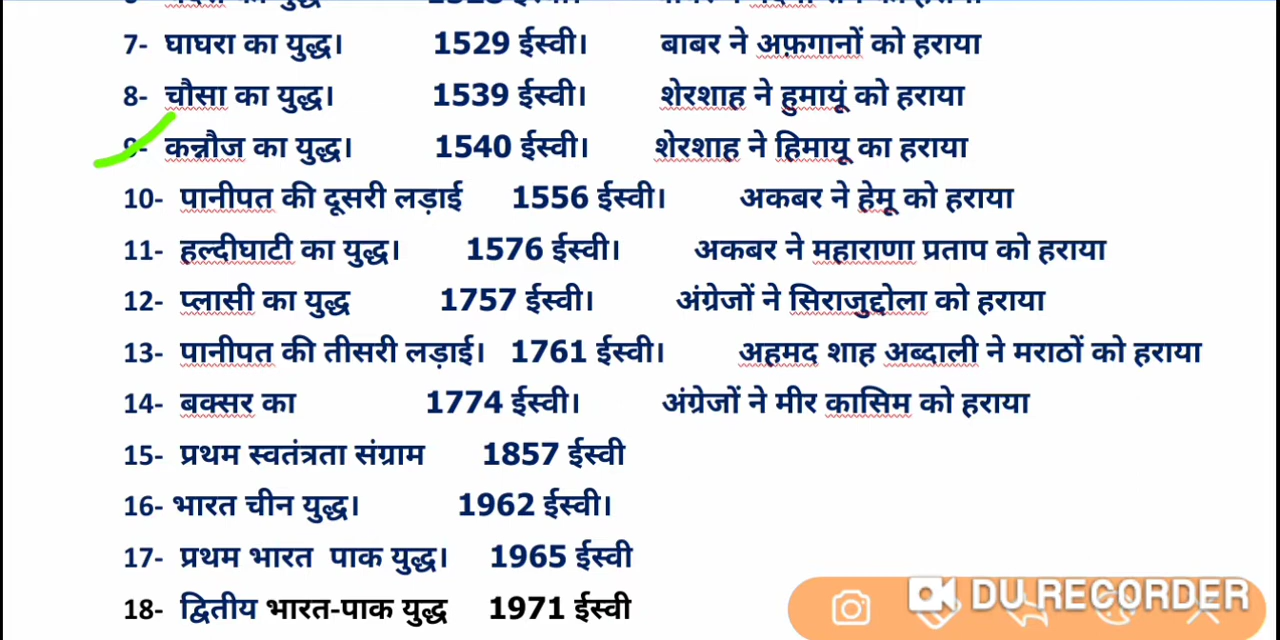 7- घाघरा का युद्ध। 1529 ईस्वी। बाबर ने अफ़गानों को हराया
8- चौसा का युद्ध। 1539 ईस्वी। शेरशाह ने हुमायूं को हराया
9- कन्नौज का युद्ध। 1540 ईस्वी। शेरशाह ने हिमायू का हराया
10- पानीपत की दूसरी लड़ाई 1556 ईस्वी। अकबर ने हेमू को हराया
11- हल्दीघाटी का युद्ध। 1576 ईस्वी। अकबर ने महाराणा प्रताप को हराया
12- प्लासी का युद्ध 1757 ईस्वी। अंग्रेजों ने सिराजुद्दोला को हराया
13- पानीपत की तीसरी लड़ाई। 1761 ईस्वी। अहमद शाह अब्दाली ने मराठों को हराया
14- बक्सर का 1774 ईस्वी। अंग्रेजों ने मीर कासिम को हराया
15- प्रथम स्वतंत्रता संग्राम 1857 ईस्वी
16- भारत चीन युद्ध। 1962 ईस्वी।
17- प्रथम भारत पाक युद्ध। 1965 ईस्वी
18- द्वितीय भारत-पाक युद्ध 1971 ईस्वी
DU RECORDER